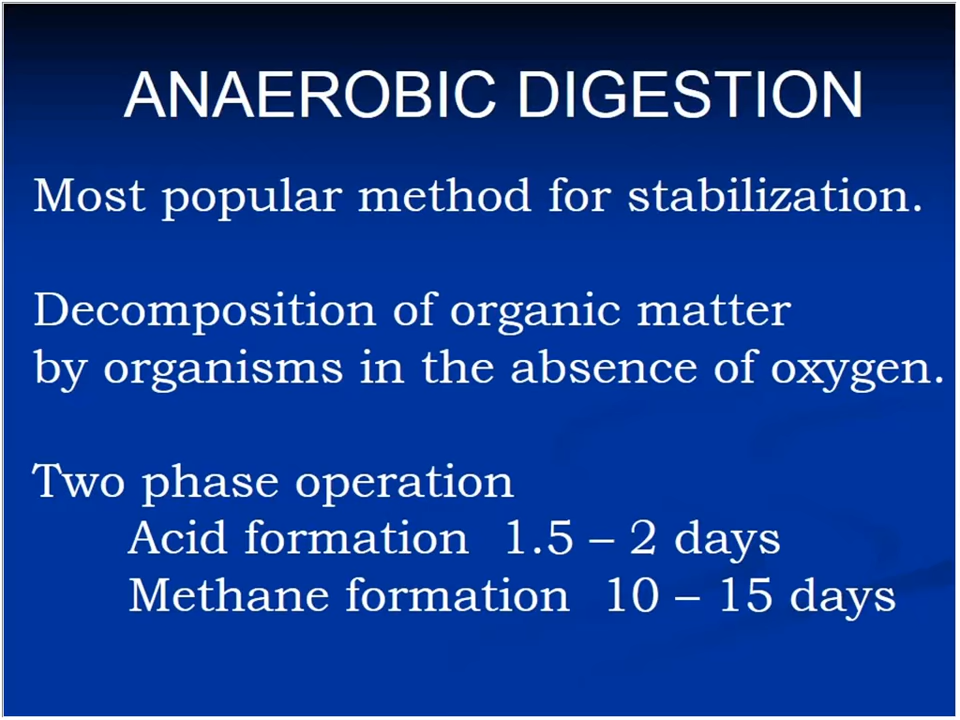 ANAEROBIC DIGESTION
Most popular method for stabilization.
Decomposition of organic matter
by organisms in the absence of oxygen.
Two phase operation
Acid formation 1.5 – 2 days
Methane formation 10 – 15 days